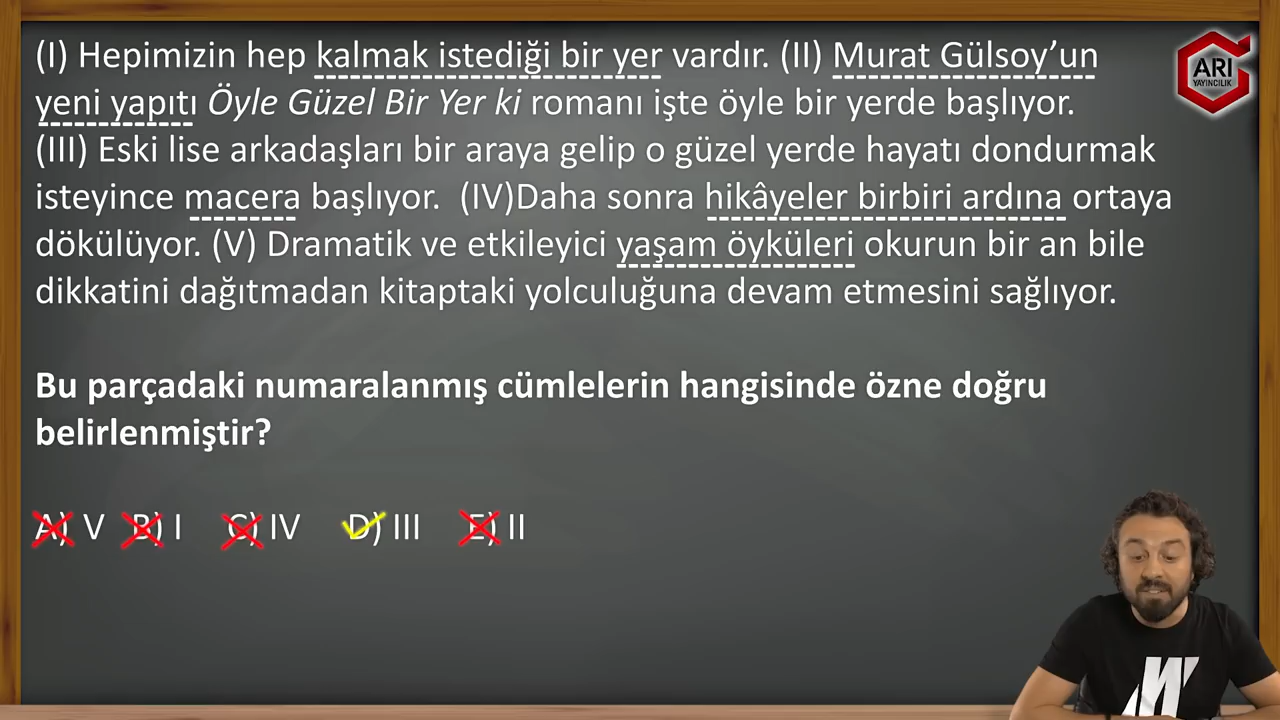 (I) Hepimizin hep kalmak istediği bir yer vardır. (II) Murat Gülsoy’un
yeni yapıtı Öyle Güzel Bir Yer ki romanı işte öyle bir yerde başlıyor.
(III) Eski lise arkadaşları bir araya gelip o güzel yerde hayatı dondurmak
isteyince macera başlıyor. (IV)Daha sonra hikâyeler birbiri ardına ortaya
dökülüyor. (V) Dramatik ve etkileyici yaşam öyküleri okurun bir an bile
dikkatini dağıtmadan kitaptaki yolculuğuna devam etmesini sağlıyor.
Bu parçadaki numaralanmış cümlelerin hangisinde özne doğru
belirlenmiştir?
A) V B) I C) IV D) III E) II
ARI
YAYINCILIK